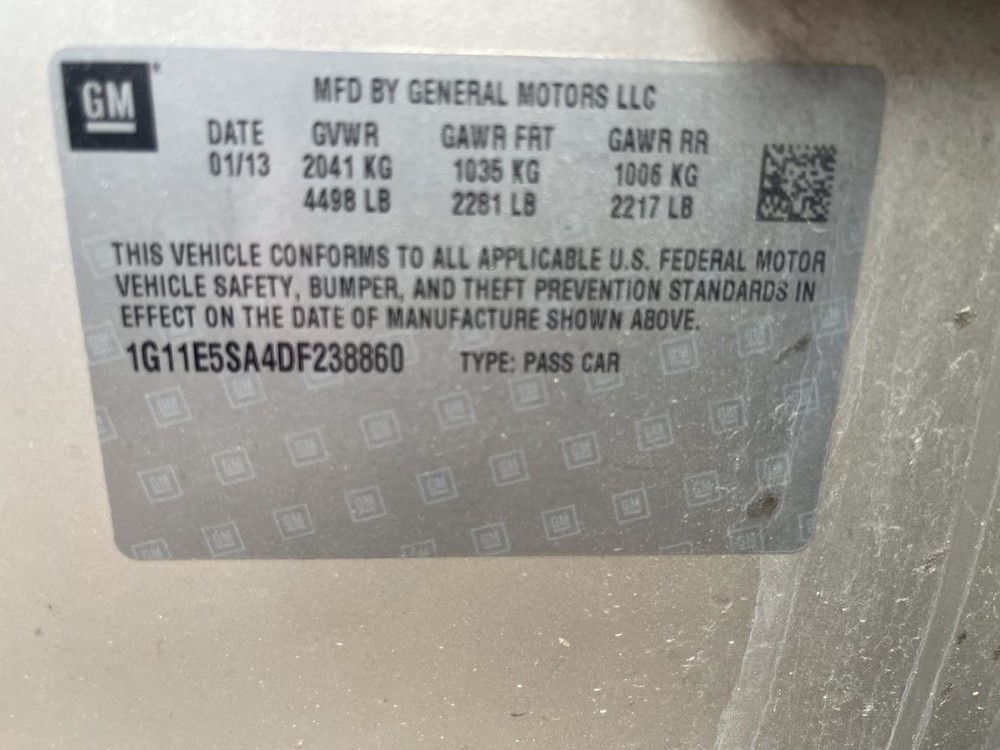 GM
MFD BY GENERAL MOTORS LLC
DATE GVWR GAWR FRT GAWR RR
01/13 2041 KG 1035 KG 1006 KG
4498 LB 2281 LB 2217 LB
THIS VEHICLE CONFORMS TO ALL APPLICABLE U.S. FEDERAL MOTOR
VEHICLE SAFETY, BUMPER, AND THEFT PREVENTION STANDARDS IN
EFFECT ON THE DATE OF MANUFACTURE SHOWN ABOVE.
1G11E5SA4DF238860 TYPE: PASS CAR